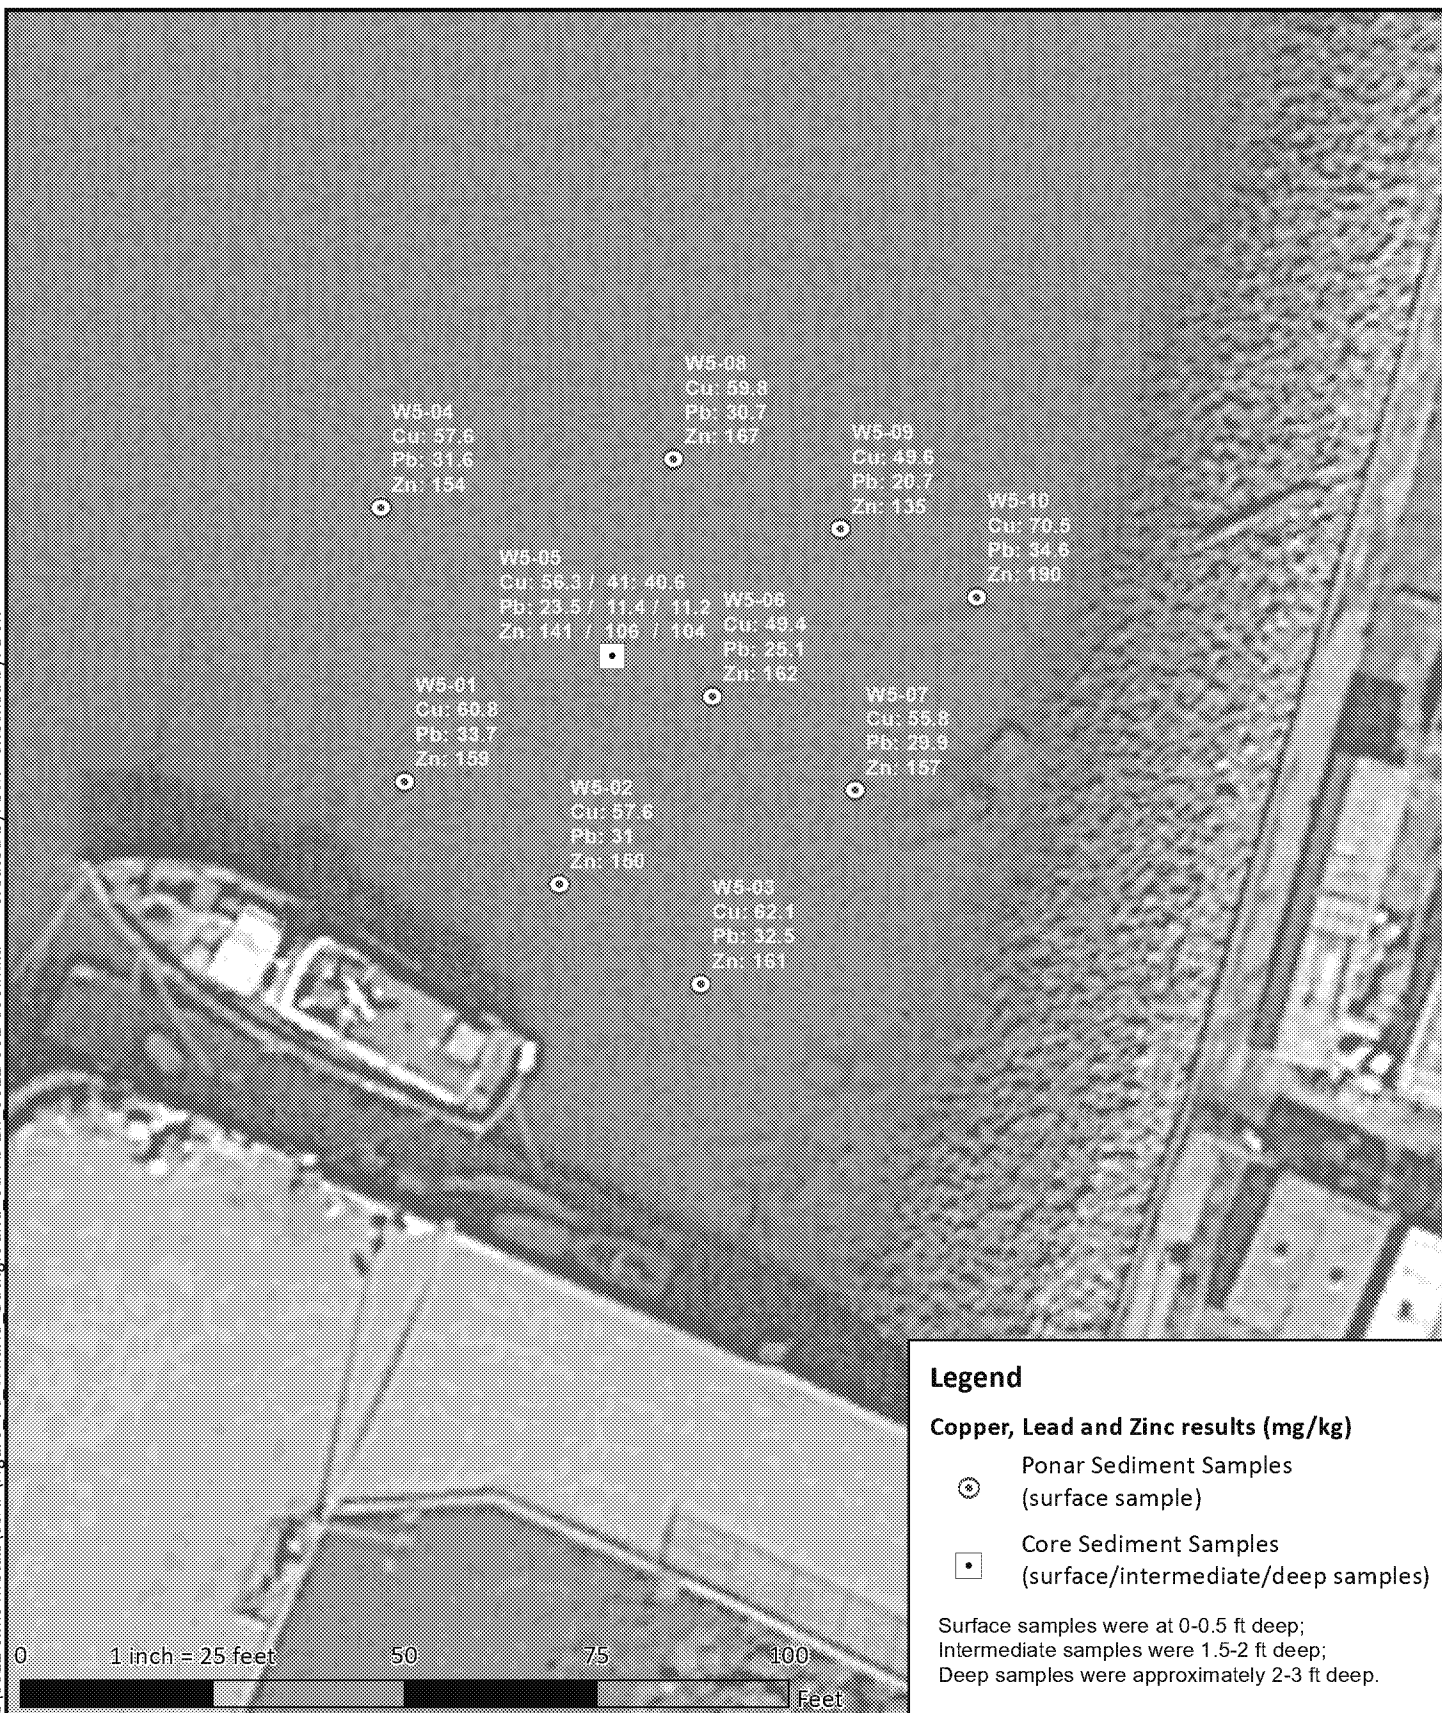 W5-08
Cu: 59.8
Pb: 30.7
Zn: 167
W5-04
Cu: 57.6
Pb: 31.6
Zn: 154
W5-09
Cu: 49.6
Pb: 20.7
Zn: 135
W5-10
Cu: 70.5
Pb: 34.6
Zn: 190
W5-05
Cu: 56.3 / 41: 40.6
Pb: 23.5 / 11.4 / 11.2
Zn: 141 / 106 / 104
W5-06
Cu: 49.4
Pb: 25.1
Zn: 162
W5-01
Cu: 60.8
Pb: 33.7
Zn: 159
W5-07
Cu: 55.8
Pb: 29.9
Zn: 157
W5-02
Cu: 57.6
Pb: 31
Zn: 160
W5-03
Cu: 62.1
Pb: 32.5
Zn: 161
Legend
Copper, Lead and Zinc results (mg/kg)
Ponar Sediment Samples
(surface sample)
Core Sediment Samples
(surface/intermediate/deep samples)
Surface samples were at 0-0.5 ft deep;
Intermediate samples were 1.5-2 ft deep;
Deep samples were approximately 2-3 ft deep.
0 1 inch = 25 feet 50 75 100
Feet